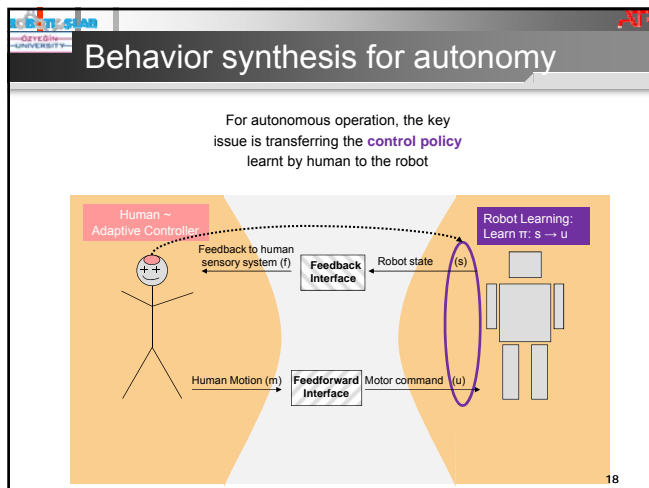 ÖZYEĞİN
UNIVERSITY
Behavior synthesis for autonomy
For autonomous operation, the key
issue is transferring the control policy
learnt by human to the robot
Human ~
Adaptive Controller
Robot Learning:
Learn π: s → u
Feedback to human
sensory system (f)
Feedback
Interface
Robot state (s)
Human Motion (m)
Feedforward
Interface
Motor command (u)
18